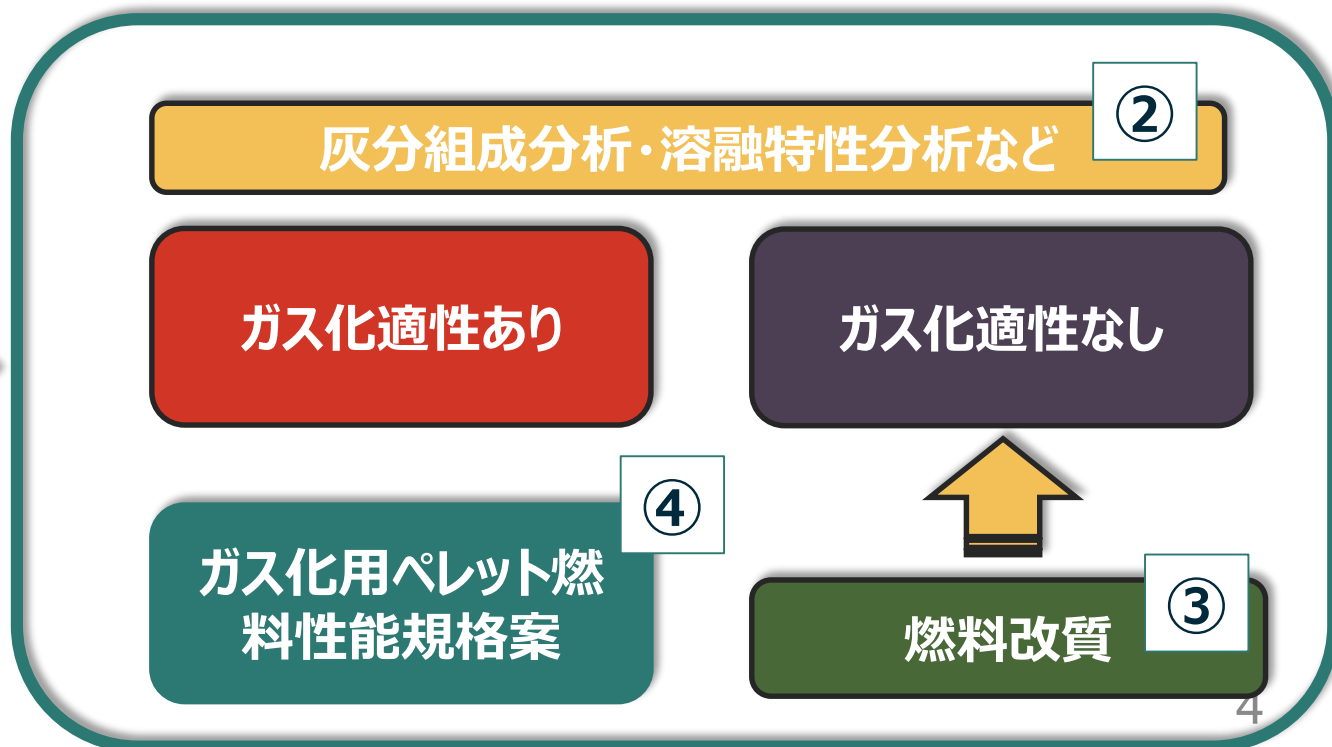 ②
灰分組成分析・溶融特性分析など
ガス化適性あり
ガス化適性なし
④
ガス化用ペレット燃
料性能規格案
③
燃料改質
4